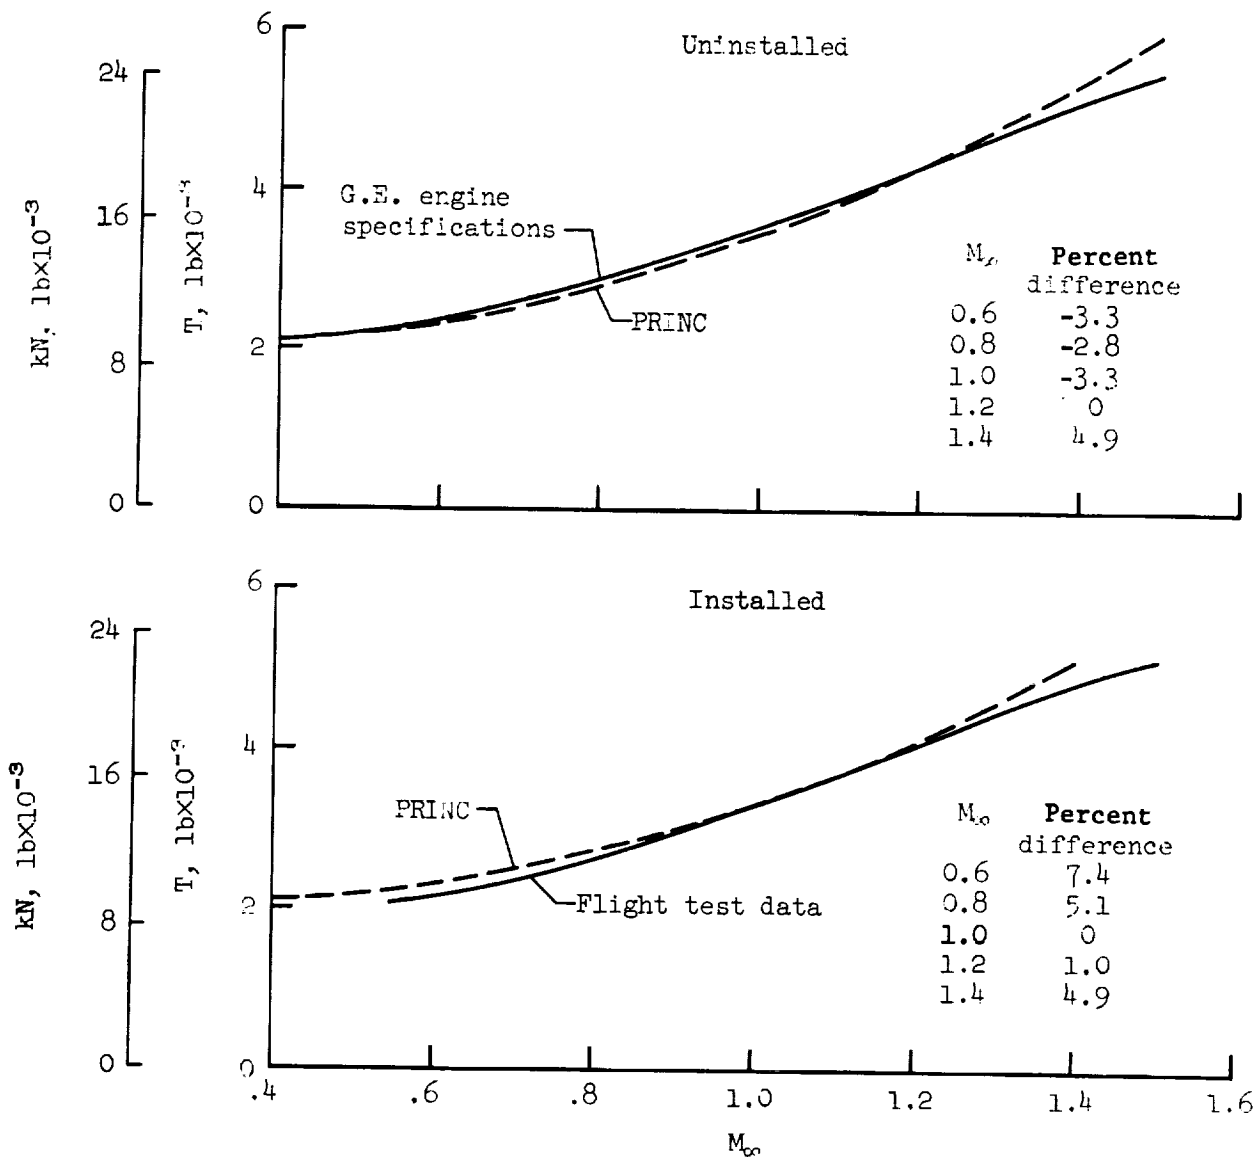 Uninstalled
6
4
2
0
24
16
8
0
kN, lb×10⁻³
T, lb×10⁻³
G.E. engine
specifications
PRINC
M∞ Percent
difference
0.6 -3.3
0.8 -2.8
1.0 -3.3
1.2 0
1.4 4.9
Installed
6
4
2
0
24
16
8
0
kN, lb×10⁻³
T, lb×10⁻³
PRINC
Flight test data
M∞ Percent
difference
0.6 7.4
0.8 5.1
1.0 0
1.2 1.0
1.4 4.9
.4 .6 .8 1.0 1.2 1.4 1.6
M∞